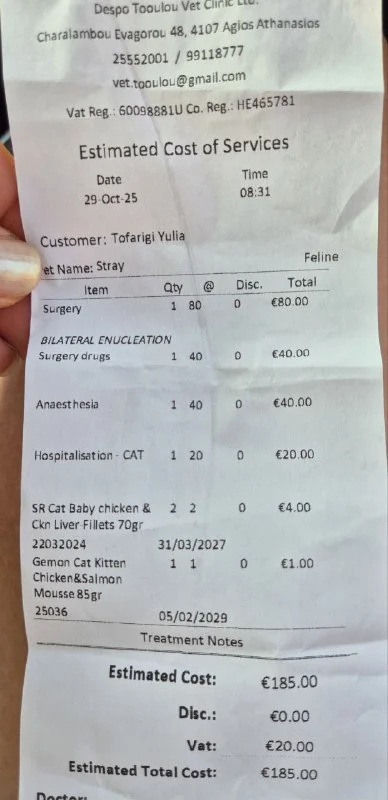 Despo Tooulou Vet Clinic Ltd.
Charalambou Evagorou 48, 4107 Agios Athanasios
25552001 / 99118777
vet.tooulou@gmail.com
Vat Reg.: 60098881U Co. Reg.: HE465781
Estimated Cost of Services
Date Time
29-Oct-25 08:31
Customer: Tofarigi Yulia
et Name: Stray Feline
Item Qty @ Disc. Total
Surgery 1 80 0 €80.00
BILATERAL ENUCLEATION
Surgery drugs 1 40 0 €40.00
Anaesthesia 1 40 0 €40.00
Hospitalisation - CAT 1 20 0 €20.00
SR Cat Baby chicken & 2 2 0 €4.00
Ckn Liver Fillets 70gr
22032024 31/03/2027
Gemon Cat Kitten 1 1 0 €1.00
Chicken&Salmon
Mousse 85gr
25036 05/02/2029
Treatment Notes
Estimated Cost: €185.00
Disc.: €0.00
Vat: €20.00
Estimated Total Cost: €185.00
Doctor: